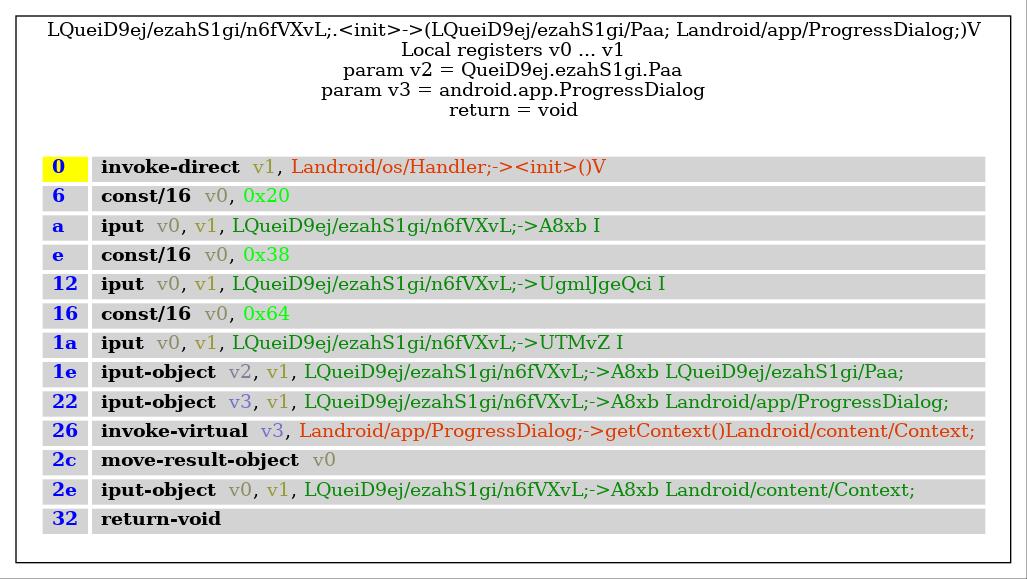 LQueiD9ej/ezahS1gi/n6fVXvL;.<init>->(LQueiD9ej/ezahS1gi/Paa; Landroid/app/ProgressDialog;)V
Local registers v0 ... v1
param v2 = QueiD9ej.ezahS1gi.Paa
param v3 = android.app.ProgressDialog
return = void
0 invoke-direct v1, Landroid/os/Handler;-><init>()V
6 const/16 v0, 0x20
a iput v0, v1, LQueiD9ej/ezahS1gi/n6fVXvL;->A8xb I
e const/16 v0, 0x38
12 iput v0, v1, LQueiD9ej/ezahS1gi/n6fVXvL;->UgmlJgeQci I
16 const/16 v0, 0x64
1a iput v0, v1, LQueiD9ej/ezahS1gi/n6fVXvL;->UTMvZ I
1e iput-object v2, v1, LQueiD9ej/ezahS1gi/n6fVXvL;->A8xb LQueiD9ej/ezahS1gi/Paa;
22 iput-object v3, v1, LQueiD9ej/ezahS1gi/n6fVXvL;->A8xb Landroid/app/ProgressDialog;
26 invoke-virtual v3, Landroid/app/ProgressDialog;->getContext()Landroid/content/Context;
2c move-result-object v0
2e iput-object v0, v1, LQueiD9ej/ezahS1gi/n6fVXvL;->A8xb Landroid/content/Context;
32 return-void